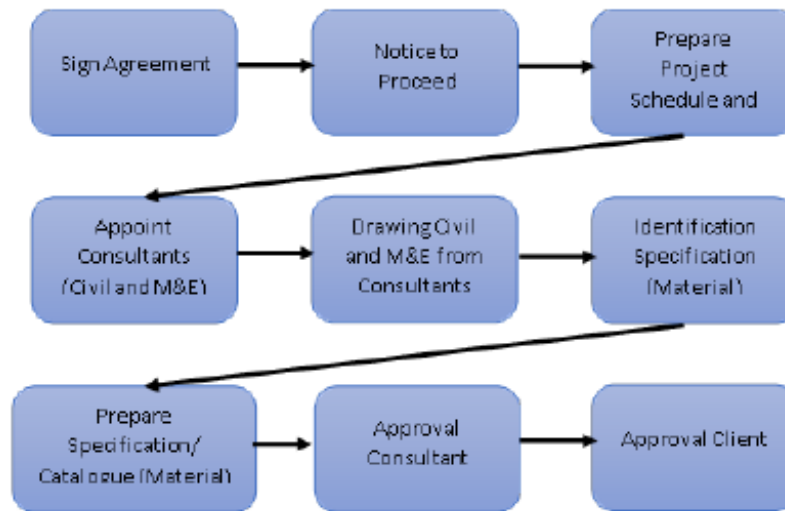 Sign Agreement
Notice to
Proceed
Prepare
Project
Schedule and
Appoint
Consultants
(Civil and M&E)
Drawing Civil
and M&E from
Consultants
Identification
Specification
(Material)
Prepare
Specification/
Catalogue (Material)
Approval
Consultant
Approval Client